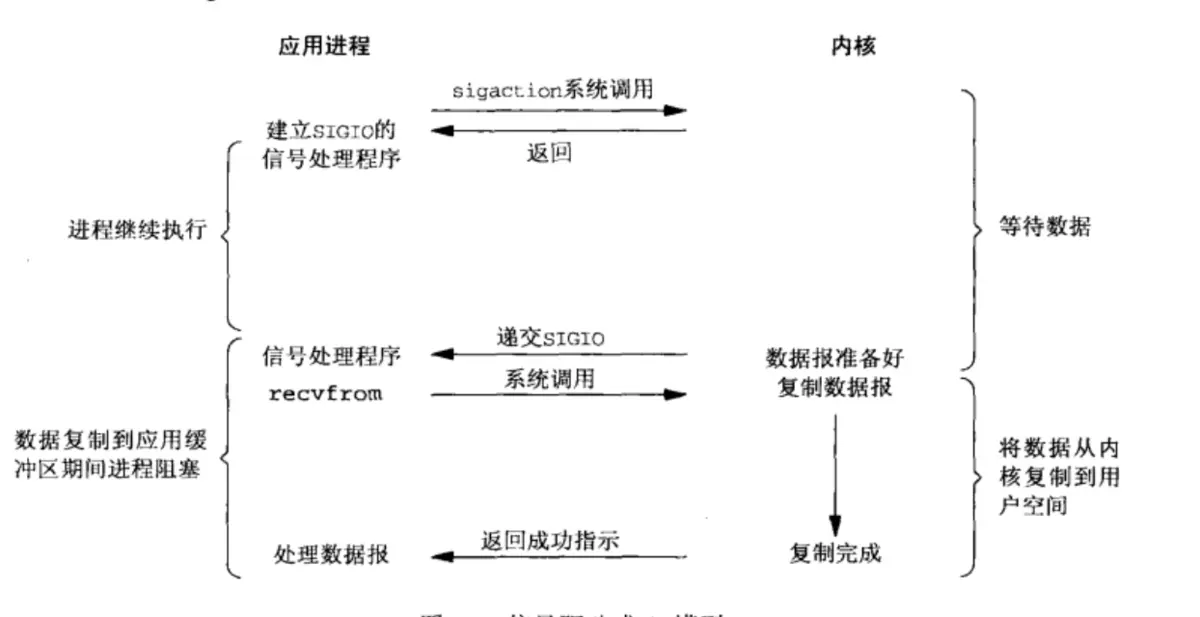 应用进程
内核
sigaction系统调用
建立SIGIO的
信号处理程序
返回
进程继续执行
等待数据
递交SIGIO
信号处理程序
数据报准备好
系统调用
recvfrom
复制数据报
数据复制到应用缓
冲区期间进程阻塞
将数据从内
核复制到用
户空间
返回成功指示
处理数据报
复制完成